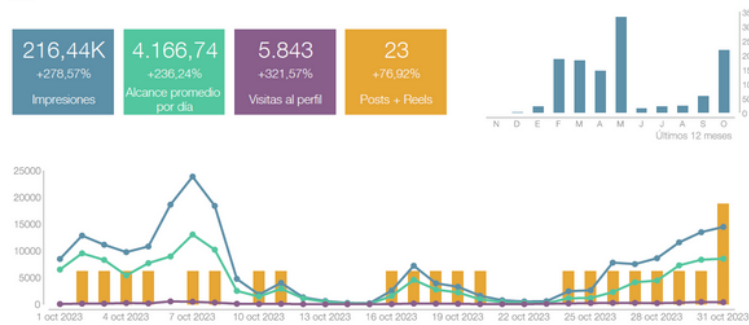 216,44K
+278,57%
Impresiones
4.166,74
+236,24%
Alcance promedio
por día
5.843
+321,57%
Visitas al perfil
23
+76,92%
Posts + Reels
N D E F M A M J J A S O
Últimos 12 meses
25000
20000
15000
10000
5000
0
1 oct 2023 4 oct 2023 7 oct 2023 10 oct 2023 13 oct 2023 16 oct 2023 19 oct 2023 22 oct 2023 25 oct 2023 28 oct 2023 31 oct 2023